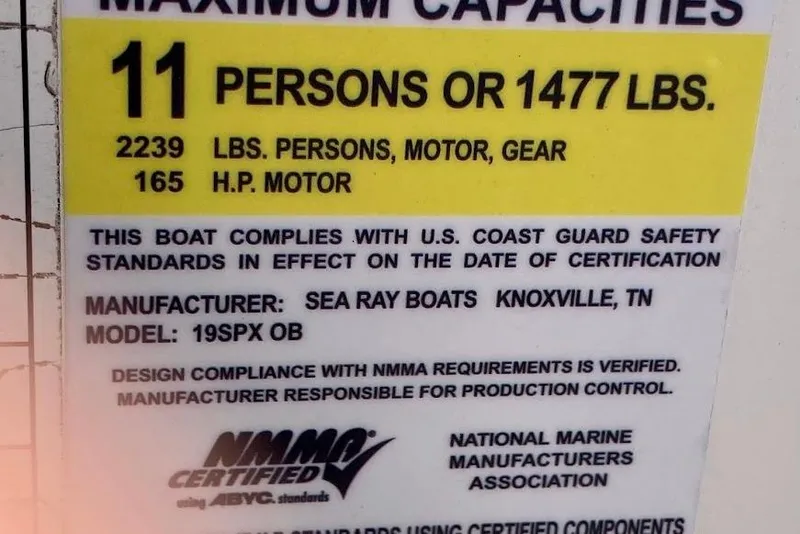 MAXIMUM CAPACITIES
11 PERSONS OR 1477 LBS.
2239 LBS. PERSONS, MOTOR, GEAR
165 H.P. MOTOR
THIS BOAT COMPLIES WITH U.S. COAST GUARD SAFETY
STANDARDS IN EFFECT ON THE DATE OF CERTIFICATION
MANUFACTURER: SEA RAY BOATS KNOXVILLE, TN
MODEL: 19SPX OB
DESIGN COMPLIANCE WITH NMMA REQUIREMENTS IS VERIFIED.
MANUFACTURER RESPONSIBLE FOR PRODUCTION CONTROL.
NMMA®
CERTIFIED
using ABYC. standards
NATIONAL MARINE
MANUFACTURERS
ASSOCIATION
STANDARDS USING CERTIFIED COMPONENTS